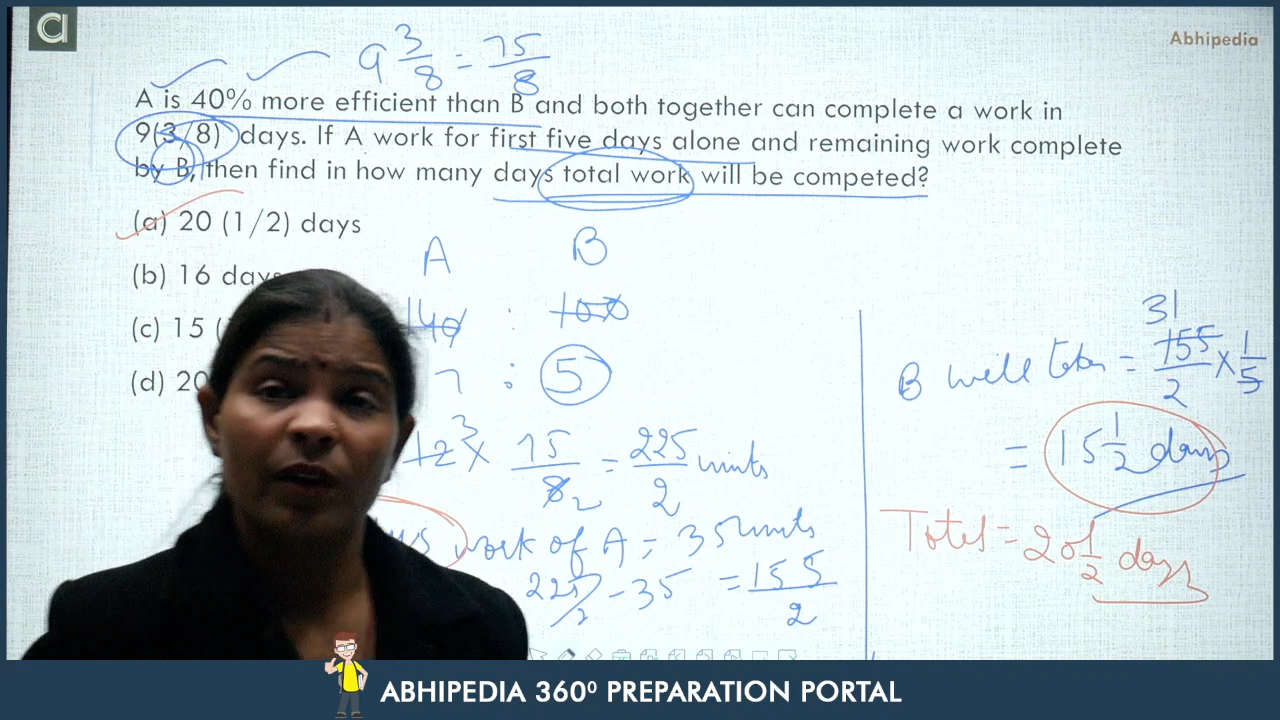 a
Abhipedia
9 3/8 = 75/8
A is 40% more efficient than B and both together can complete a work in
9(3/8) days. If A work for first five days alone and remaining work complete
by B, then find in how many days total work will be competed?
(a) 20 (1/2) days
(b) 16 days
(c) 15 (
(d) 20
A B
140 : 100
7 : 5
12 3 × 75/8 2 = 225/2 units
work of A = 35 units
225/2 - 35 = 155/2
B will take = 31 155/2 × 1/5
= 15 1/2 days
Total = 20 1/2 days
ABHIPEDIA 360⁰ PREPARATION PORTAL